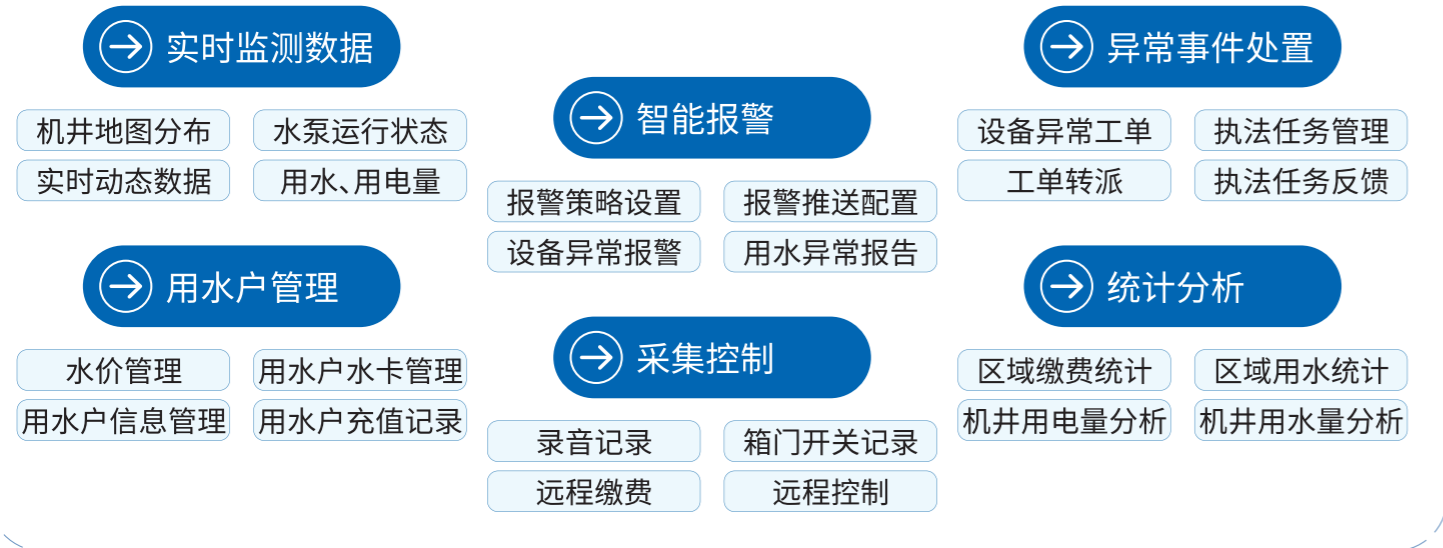 实时监测数据
机井地图分布
水泵运行状态
实时动态数据
用水、用电量
智能报警
报警策略设置
报警推送配置
设备异常报警
用水异常报告
异常事件处置
设备异常工单
执法任务管理
工单转派
执法任务反馈
用水户管理
水价管理
用水户水卡管理
用水户信息管理
用水户充值记录
采集控制
录音记录
箱门开关记录
远程缴费
远程控制
统计分析
区域缴费统计
区域用水统计
机井用电量分析
机井用水量分析